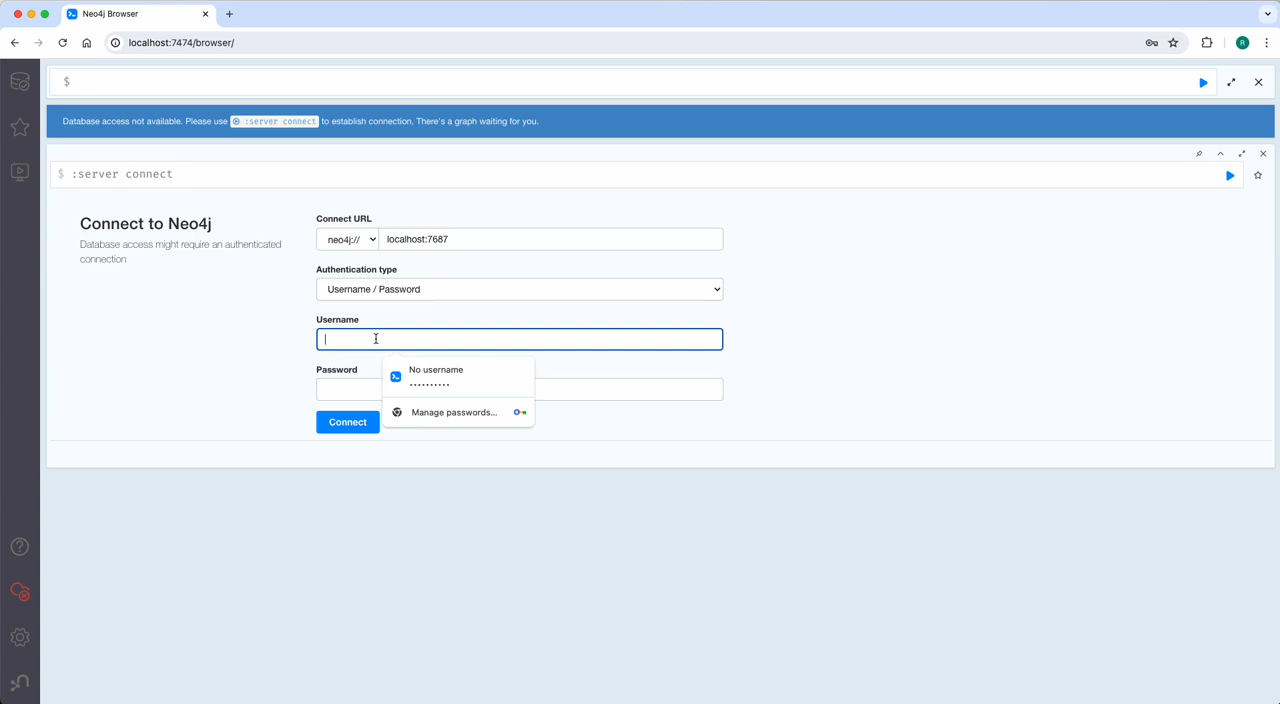 Neo4j Browser
localhost:7474/browser/
R
$
Database access not available. Please use :server connect to establish connection. There's a graph waiting for you.
$ :server connect
Connect to Neo4j
Database access might require an authenticated
connection
Connect URL
neo4j://
localhost:7687
Authentication type
Username / Password
Username
No username
••••••••••
Password
Manage passwords...
Connect